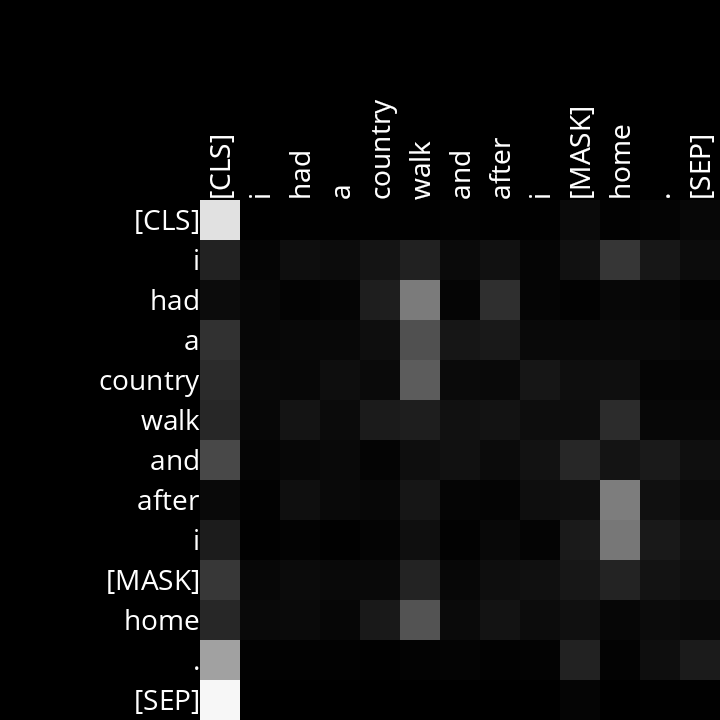 [CLS] i had a country walk and after i [MASK] home . [SEP]
[CLS]
i
had
a
country
walk
and
after
i
[MASK]
home
.
[SEP]